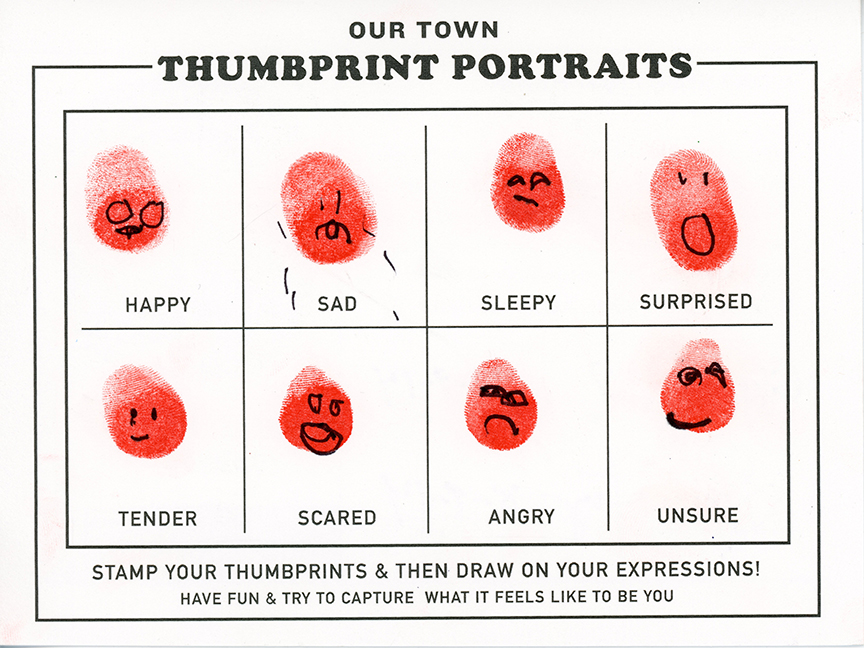 OUR TOWN
THUMBPRINT PORTRAITS
HAPPY
SAD
SLEEPY
SURPRISED
TENDER
SCARED
ANGRY
UNSURE
STAMP YOUR THUMBPRINTS & THEN DRAW ON YOUR EXPRESSIONS!
HAVE FUN & TRY TO CAPTURE WHAT IT FEELS LIKE TO BE YOU